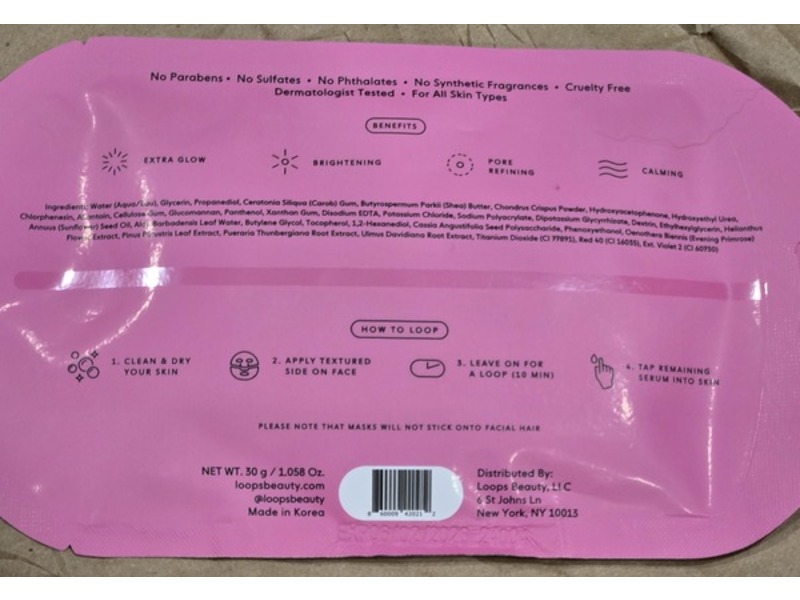 No Parabens • No Sulfates • No Phthalates • No Synthetic Fragrances • Cruelty Free
Dermatologist Tested • For All Skin Types
BENEFITS
EXTRA GLOW
BRIGHTENING
PORE
REFINING
CALMING
Ingredients: Water (Aqua/Eau), Glycerin, Propanediol, Ceratonia Siliqua (Carob) Gum, Butyrospermum Parkii (Shea) Butter, Chondrus Crispus Powder, Hydroxyacetophenone, Hydroxyethyl Urea,
Chlorphenesin, Allantoin, Cellulose Gum, Glucomannan, Panthenol, Xanthan Gum, Disodium EDTA, Potassium Chloride, Sodium Polyacrylate, Dipotassium Glycyrrhizate, Dextrin, Ethylhexylglycerin, Helianthus
Annuus (Sunflower) Seed Oil, Aloe Barbadensis Leaf Water, Butylene Glycol, Tocopherol, 1,2-Hexanediol, Cassia Angustifolia Seed Polysaccharide, Phenoxyethanol, Oenothera Biennis (Evening Primrose)
Flower Extract, Pinus Palustris Leaf Extract, Pueraria Thunbergiana Root Extract, Ulmus Davidiana Root Extract, Titanium Dioxide (CI 77891), Red 40 (CI 16035), Ext. Violet 2 (CI 60730)
HOW TO LOOP
1. CLEAN & DRY
YOUR SKIN
2. APPLY TEXTURED
SIDE ON FACE
3. LEAVE ON FOR
A LOOP (10 MIN)
4. TAP REMAINING
SERUM INTO SKIN
PLEASE NOTE THAT MASKS WILL NOT STICK ONTO FACIAL HAIR
NET WT. 30 g / 1.058 Oz.
loopsbeauty.com
@loopsbeauty
Made in Korea
8 60009 42021 2
Distributed By:
Loops Beauty, LLC
6 St Johns Ln
New York, NY 10013